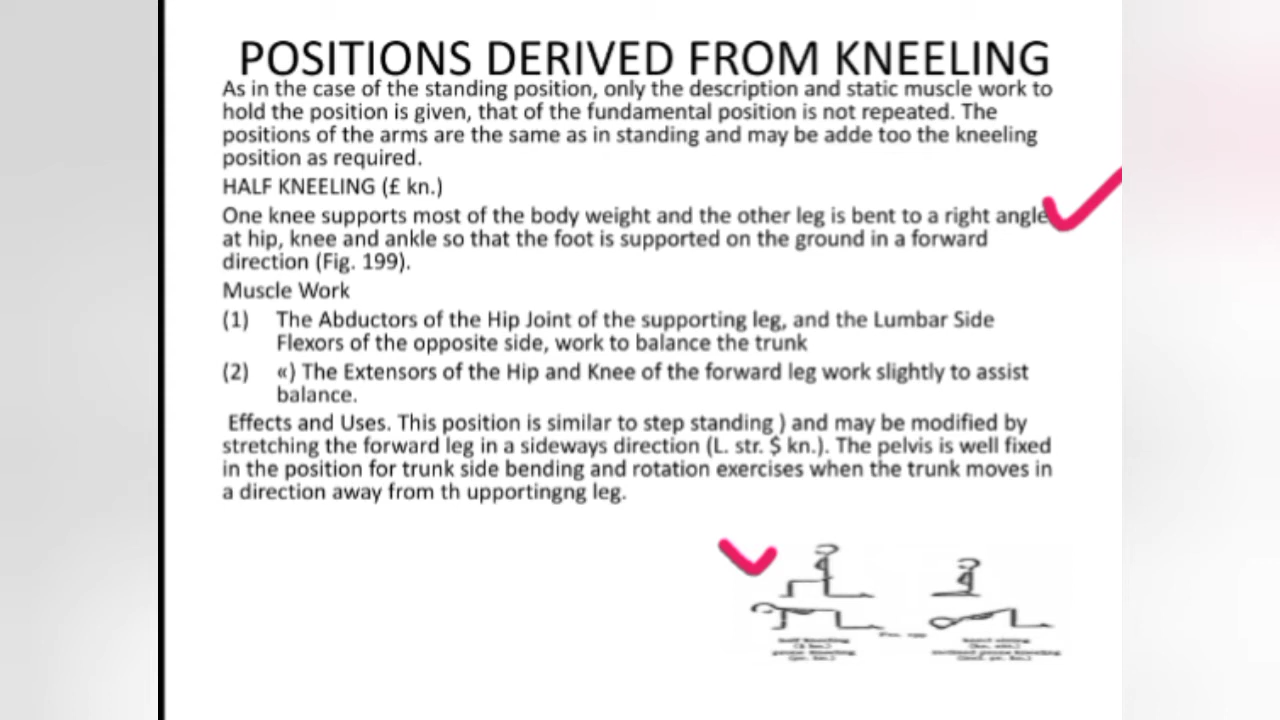 POSITIONS DERIVED FROM KNEELING
As in the case of the standing position, only the description and static muscle work to
hold the position is given, that of the fundamental position is not repeated. The
positions of the arms are the same as in standing and may be adde too the kneeling
position as required.
HALF KNEELING (£ kn.)
One knee supports most of the body weight and the other leg is bent to a right angle
at hip, knee and ankle so that the foot is supported on the ground in a forward
direction (Fig. 199).
Muscle Work
(1) The Abductors of the Hip Joint of the supporting leg, and the Lumbar Side
Flexors of the opposite side, work to balance the trunk
(2) «) The Extensors of the Hip and Knee of the forward leg work slightly to assist
balance.
Effects and Uses. This position is similar to step standing ) and may be modified by
stretching the forward leg in a sideways direction (L. str. $ kn.). The pelvis is well fixed
in the position for trunk side bending and rotation exercises when the trunk moves in
a direction away from th upportingng leg.